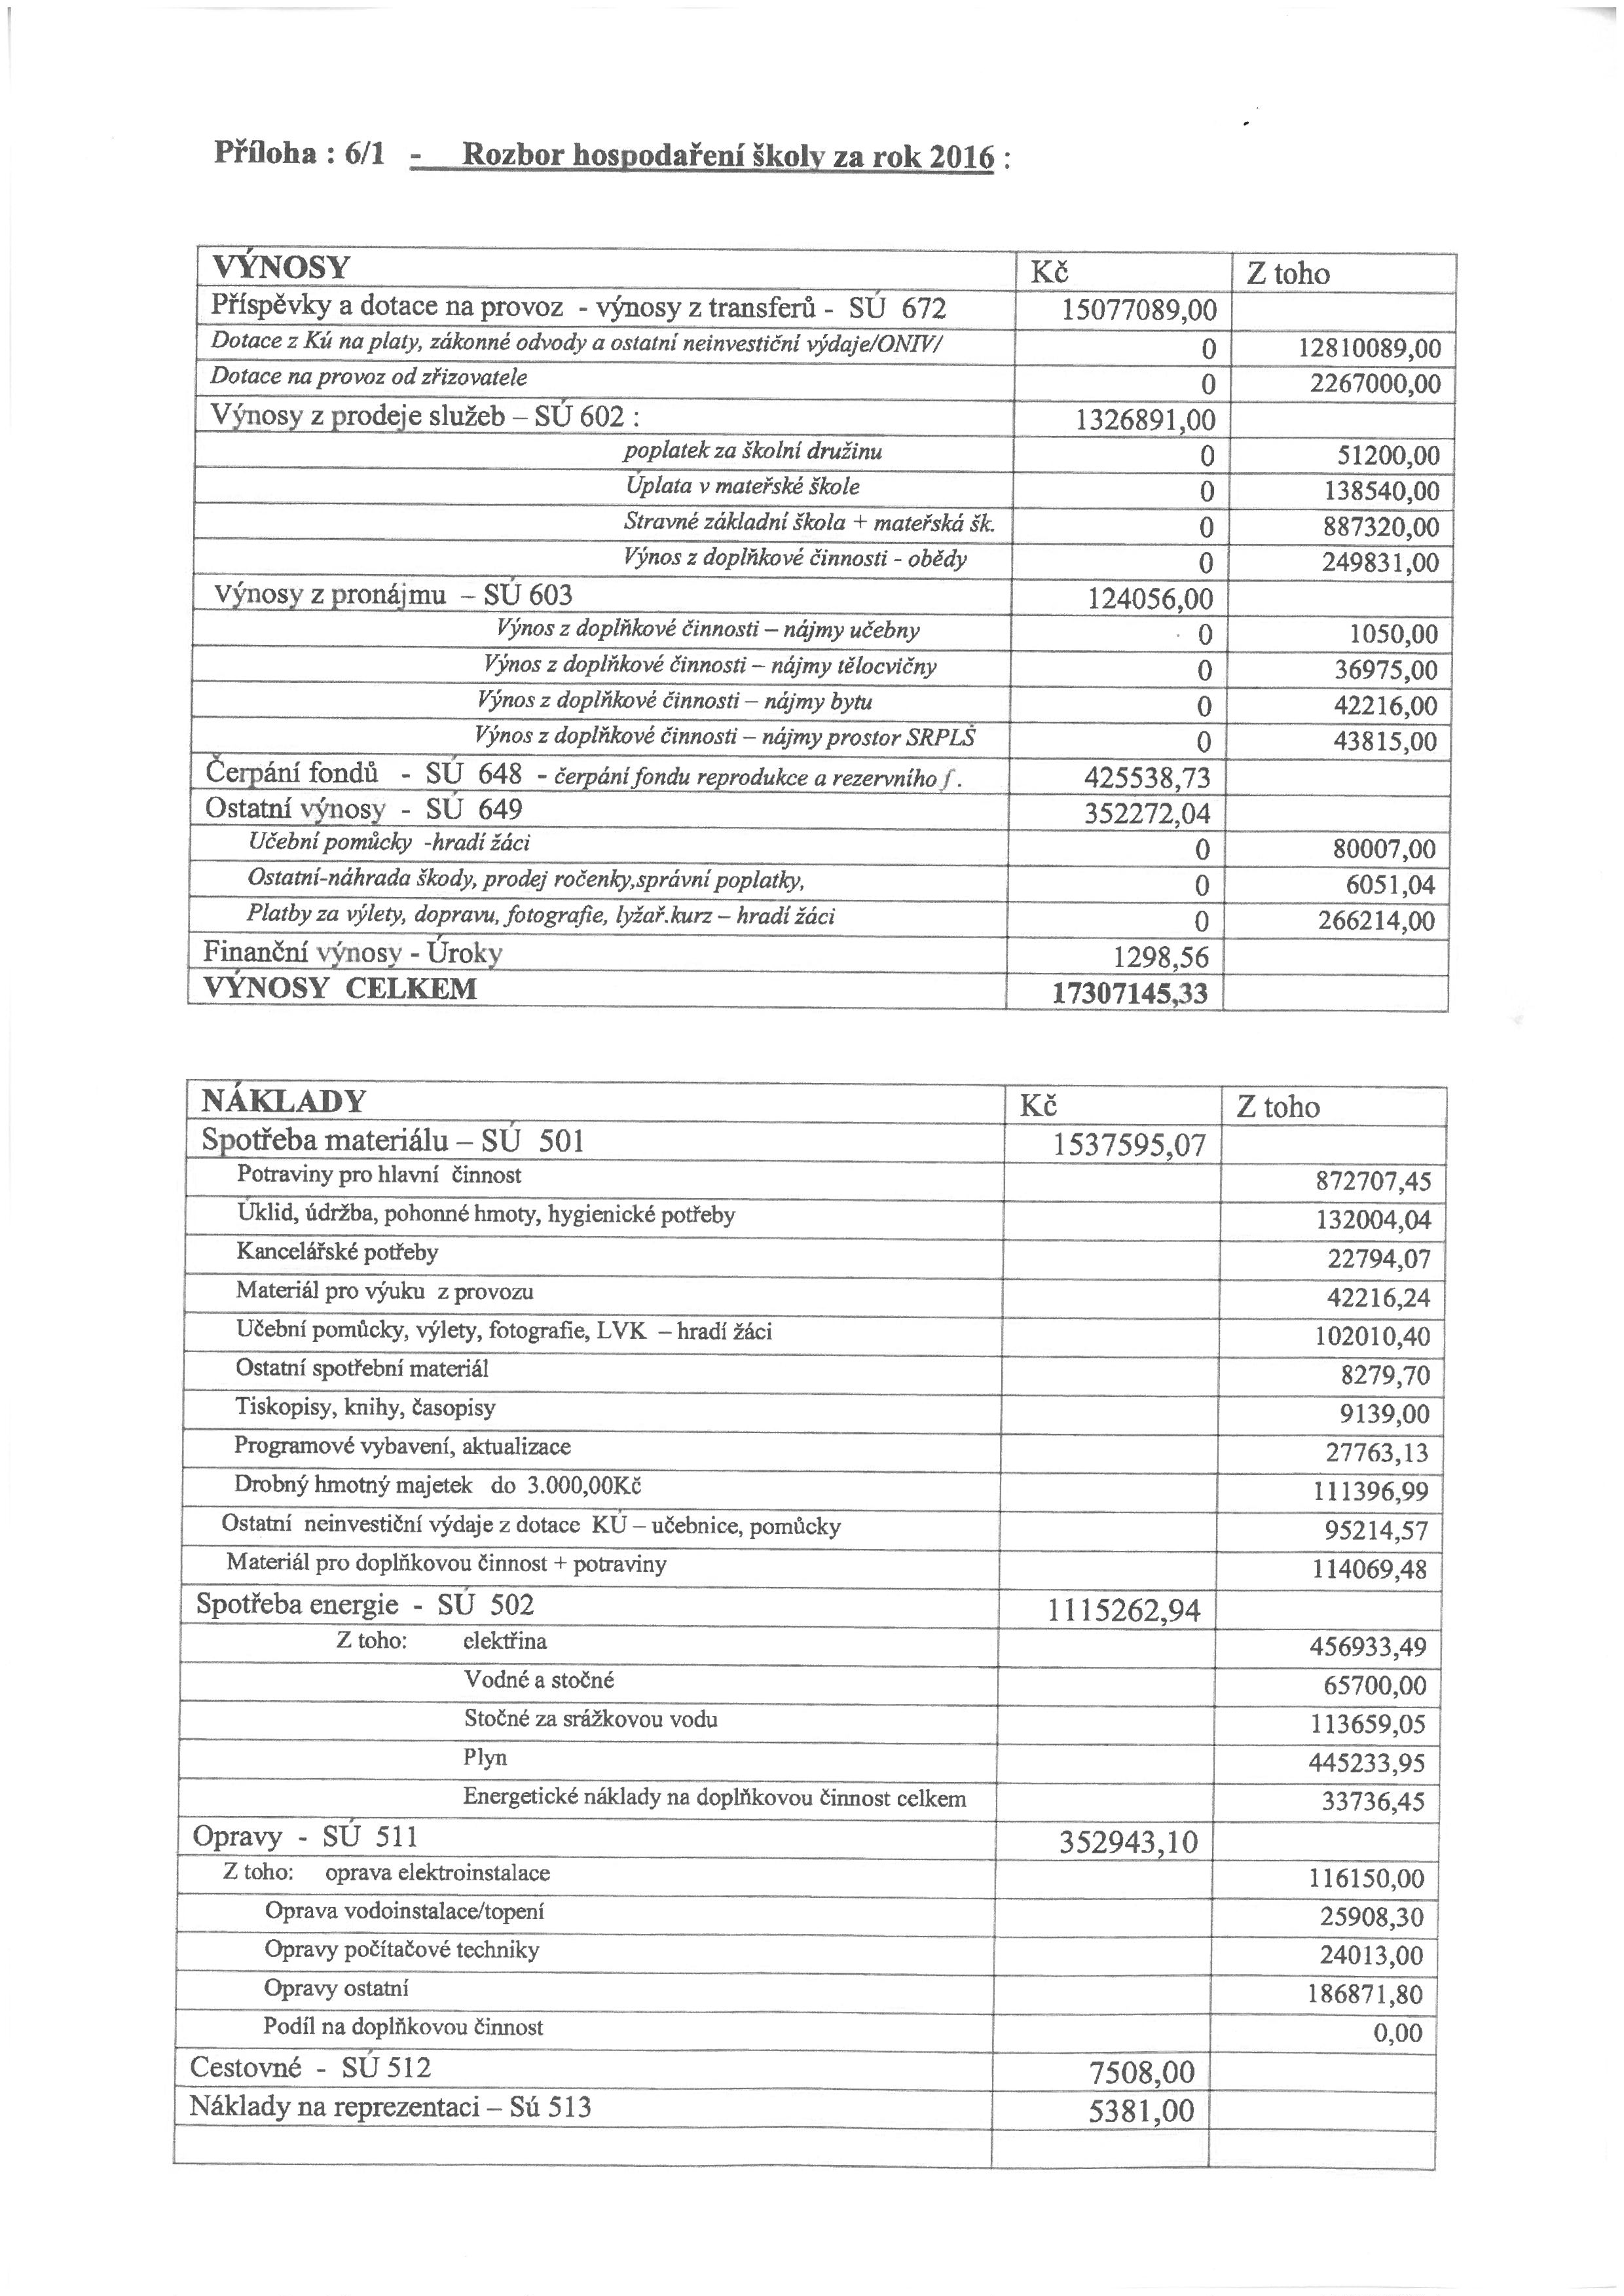 Příloha : 6/1 - Rozbor hospodaření školy za rok 2016 :
VÝNOSY Kč Z toho
Příspěvky a dotace na provoz - výnosy z transferů - SÚ 672 15077089,00
Dotace z Kú na platy, zákonné odvody a ostatní neinvestiční výdaje/ONIV/ 0 12810089,00
Dotace na provoz od zřizovatele 0 2267000,00
Výnosy z prodeje služeb – SÚ 602 : 1326891,00
poplatek za školní družinu 0 51200,00
Úplata v mateřské škole 0 138540,00
Stravné základní škola + mateřská šk. 0 887320,00
Výnos z doplňkové činnosti - obědy 0 249831,00
Výnosy z pronájmu – SÚ 603 124056,00
Výnos z doplňkové činnosti – nájmy učebny 0 1050,00
Výnos z doplňkové činnosti – nájmy tělocvičny 0 36975,00
Výnos z doplňkové činnosti – nájmy bytu 0 42216,00
Výnos z doplňkové činnosti – nájmy prostor SRPLŠ 0 43815,00
Čerpání fondů - SÚ 648 - čerpání fondu reprodukce a rezervního f. 425538,73
Ostatní výnosy - SÚ 649 352272,04
Učební pomůcky -hradí žáci 0 80007,00
Ostatní-náhrada škody, prodej ročenky,správní poplatky, 0 6051,04
Platby za výlety, dopravu, fotografie, lyžař.kurz – hradí žáci 0 266214,00
Finanční výnosy - Úroky 1298,56
VÝNOSY CELKEM 17307145,33
NÁKLADY Kč Z toho
Spotřeba materiálu – SÚ 501 1537595,07
Potraviny pro hlavní činnost 872707,45
Úklid, údržba, pohonné hmoty, hygienické potřeby 132004,04
Kancelářské potřeby 22794,07
Materiál pro výuku z provozu 42216,24
Učební pomůcky, výlety, fotografie, LVK – hradí žáci 102010,40
Ostatní spotřební materiál 8279,70
Tiskopisy, knihy, časopisy 9139,00
Programové vybavení, aktualizace 27763,13
Drobný hmotný majetek do 3.000,00Kč 111396,99
Ostatní neinvestiční výdaje z dotace KÚ – učebnice, pomůcky 95214,57
Materiál pro doplňkovou činnost + potraviny 114069,48
Spotřeba energie - SÚ 502 1115262,94
Z toho: elektřina 456933,49
Vodné a stočné 65700,00
Stočné za srážkovou vodu 113659,05
Plyn 445233,95
Energetické náklady na doplňkovou činnost celkem 33736,45
Opravy - SÚ 511 352943,10
Z toho: oprava elektroinstalace 116150,00
Oprava vodoinstalace/topení 25908,30
Opravy počítačové techniky 24013,00
Opravy ostatní 186871,80
Podíl na doplňkovou činnost 0,00
Cestovné - SÚ 512 7508,00
Náklady na reprezentaci – Sú 513 5381,00